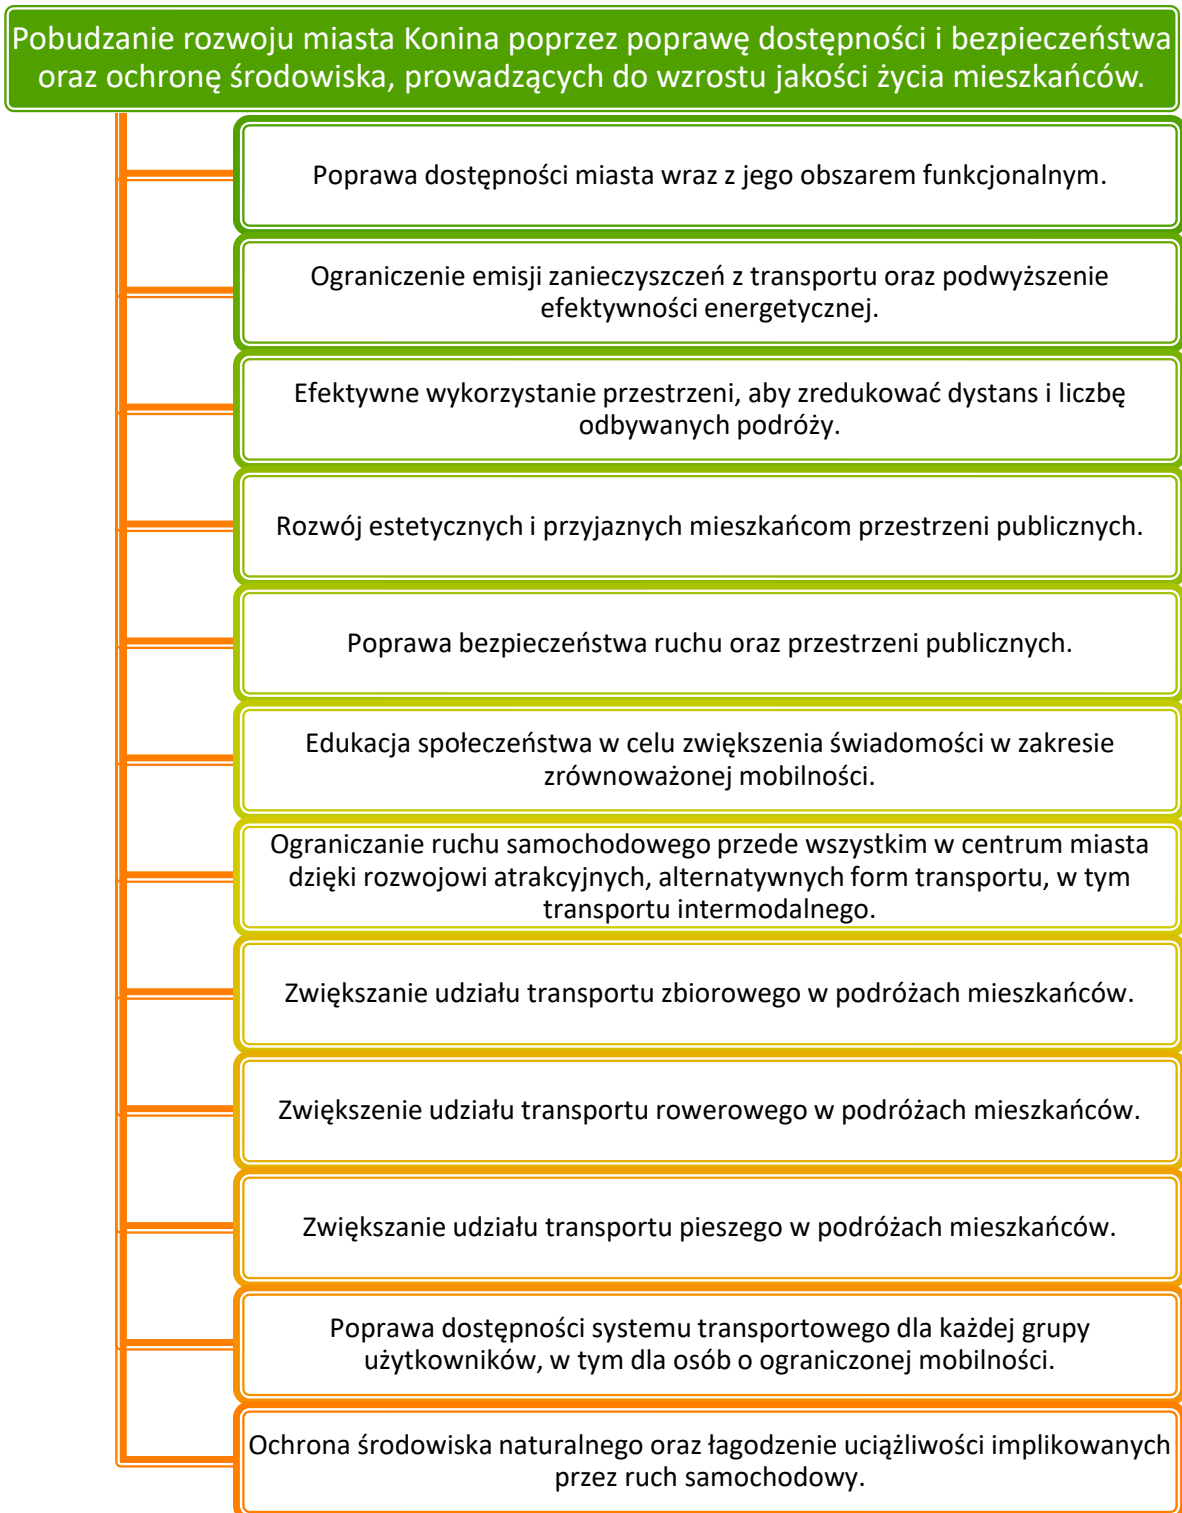 Pobudzanie rozwoju miasta Konina poprzez poprawę dostępności i bezpieczeństwa
oraz ochronę środowiska, prowadzących do wzrostu jakości życia mieszkańców.
Poprawa dostępności miasta wraz z jego obszarem funkcjonalnym.
Ograniczenie emisji zanieczyszczeń z transportu oraz podwyższenie
efektywności energetycznej.
Efektywne wykorzystanie przestrzeni, aby zredukować dystans i liczbę
odbywanych podróży.
Rozwój estetycznych i przyjaznych mieszkańcom przestrzeni publicznych.
Poprawa bezpieczeństwa ruchu oraz przestrzeni publicznych.
Edukacja społeczeństwa w celu zwiększenia świadomości w zakresie
zrównoważonej mobilności.
Ograniczanie ruchu samochodowego przede wszystkim w centrum miasta
dzięki rozwojowi atrakcyjnych, alternatywnych form transportu, w tym
transportu intermodalnego.
Zwiększanie udziału transportu zbiorowego w podróżach mieszkańców.
Zwiększenie udziału transportu rowerowego w podróżach mieszkańców.
Zwiększanie udziału transportu pieszego w podróżach mieszkańców.
Poprawa dostępności systemu transportowego dla każdej grupy
użytkowników, w tym dla osób o ograniczonej mobilności.
Ochrona środowiska naturalnego oraz łagodzenie uciążliwości implikowanych
przez ruch samochodowy.